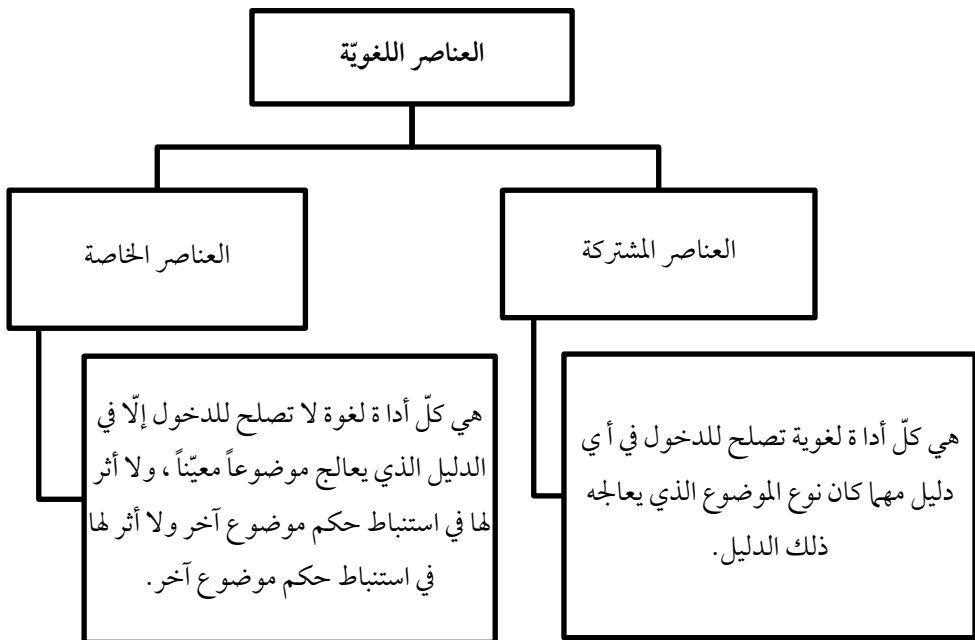 العناصر اللغويّة
العناصر المشتركة
هي كلّ أدا ة لغوية تصلح للدخول في أ ي
دليل مهما كان نوع الموضوع الذي يعالجه
ذلك الدليل.
العناصر الخاصة
هي كلّ أدا ة لغوة لا تصلح للدخول إلّا في
الدليل الذي يعالج موضوعاً معيّناً ، ولا أثر
لها في استنباط حكم موضو ع آخر ولا أثر لها
في استنباط حكم موضو ع آخر.